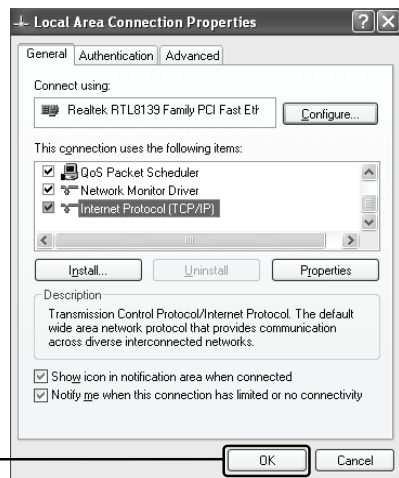 Local Area Connection Properties
General Authentication Advanced
Connect using:
Realtek RTL8139 Family PCI Fast Eth
Configure...
This connection uses the following items:
QoS Packet Scheduler
Network Monitor Driver
Internet Protocol (TCP/IP)
Install... Uninstall Properties
Description
Transmission Control Protocol/Internet Protocol. The default
wide area network protocol that provides communication
across diverse interconnected networks.
Show icon in notification area when connected
Notify me when this connection has limited or no connectivity
OK Cancel